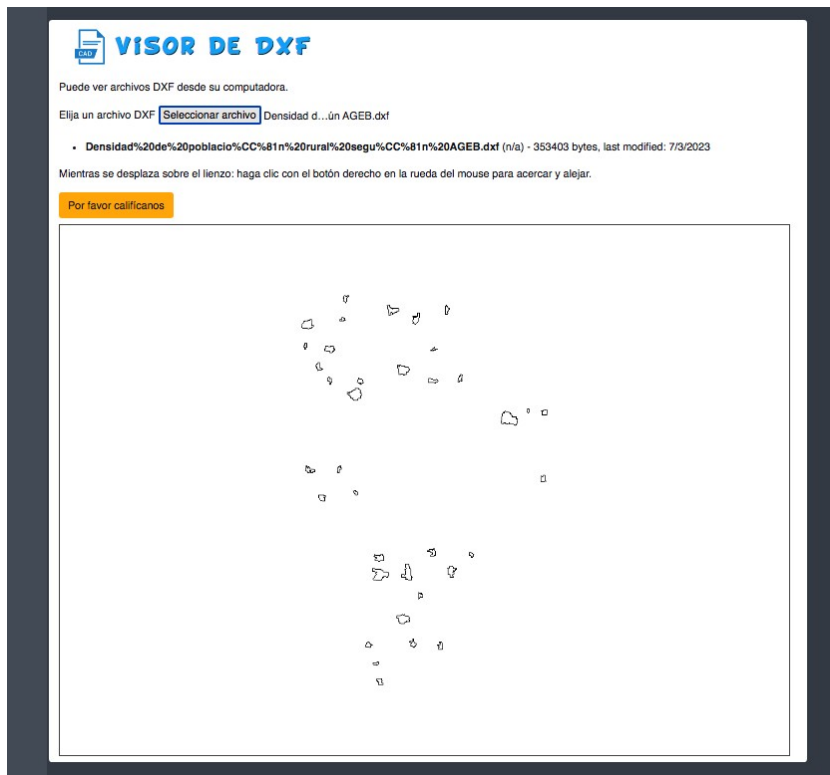 CAD VISOR DE DXF
Puede ver archivos DXF desde su computadora.
Elija un archivo DXF Seleccionar archivo Densidad d...ún AGEB.dxf
• Densidad%20de%20poblacio%CC%81n%20rural%20segu%CC%81n%20AGEB.dxf (n/a) - 353403 bytes, last modified: 7/3/2023
Mientras se desplaza sobre el lienzo: haga clic con el botón derecho en la rueda del mouse para acercar y alejar.
Por favor calificanos